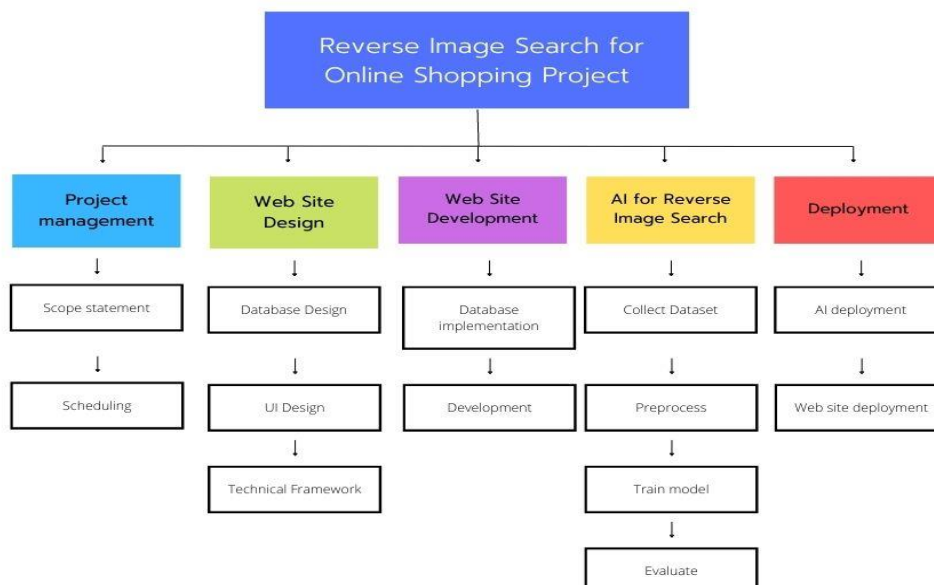 Reverse Image Search for
Online Shopping Project
Project
management
Web Site
Design
Web Site
Development
AI for Reverse
Image Search
Deployment
Scope statement
Database Design
Database
implementation
Collect Dataset
AI deployment
Scheduling
UI Design
Development
Preprocess
Web site deployment
Technical Framework
Train model
Evaluate